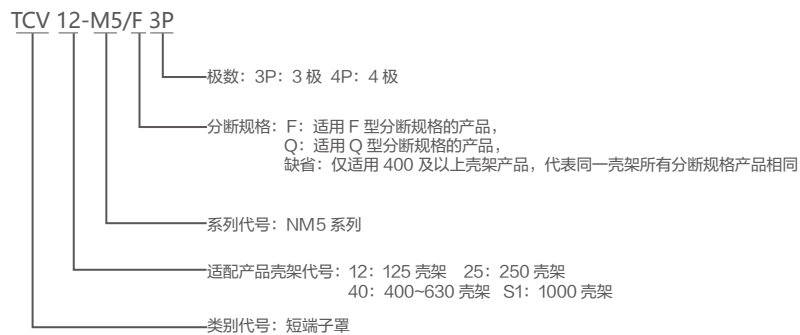 TCV 12-M5/F 3P
极数：3P：3 极 4P：4 极
分断规格：F：适用 F 型分断规格的产品，
Q：适用 Q 型分断规格的产品，
缺省：仅适用 400 及以上壳架产品，代表同一壳架所有分断规格产品相同
系列代号：NM5 系列
适配产品壳架代号：12：125 壳架 25：250 壳架
40：400~630 壳架 S1：1000 壳架
类别代号：短端子罩